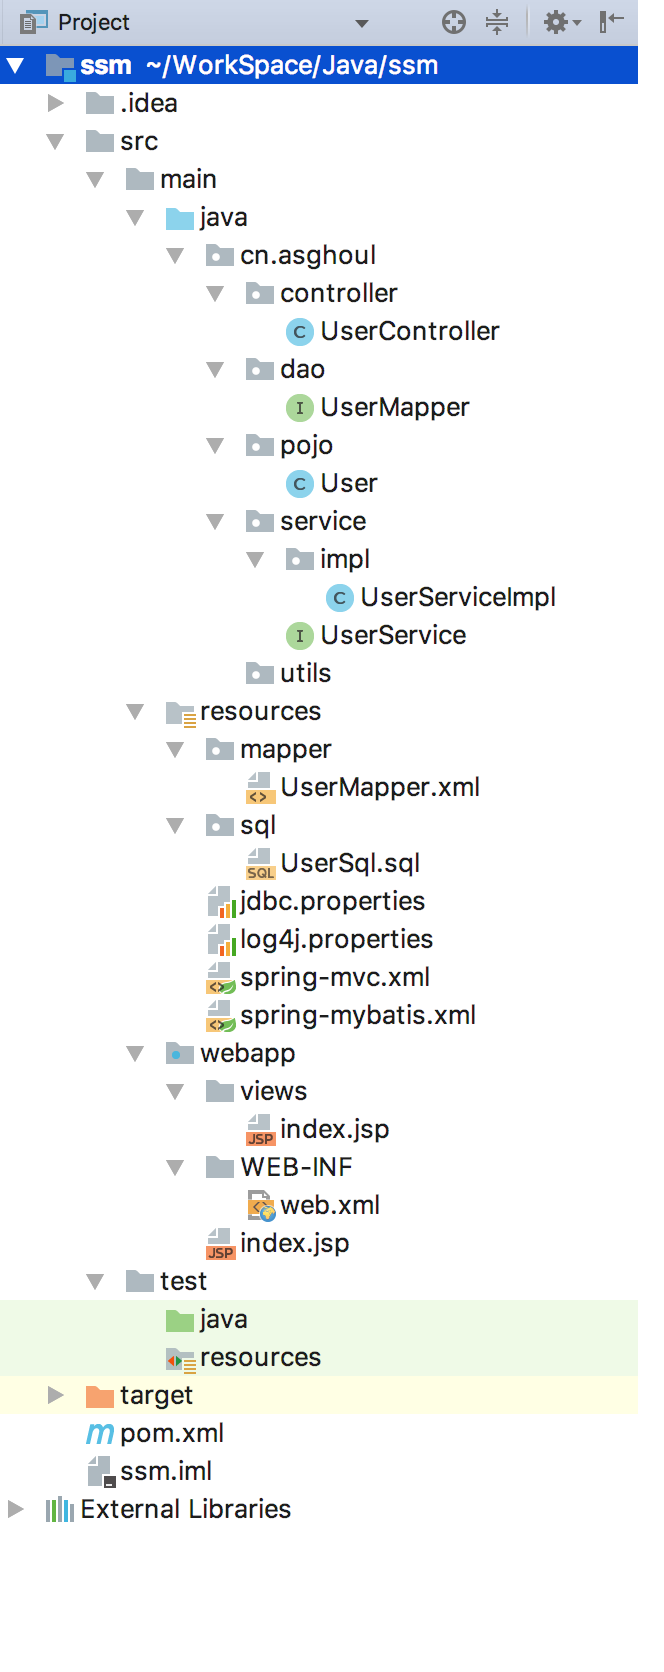 Project
ssm ~/WorkSpace/Java/ssm
.idea
src
main
java
cn.asghoul
controller
C UserController
dao
I UserMapper
pojo
C User
service
impl
C UserServiceImpl
I UserService
utils
resources
mapper
<> UserMapper.xml
sql
SQL UserSql.sql
jdbc.properties
log4j.properties
<> spring-mvc.xml
<> spring-mybatis.xml
webapp
views
JSP index.jsp
WEB-INF
<> web.xml
JSP index.jsp
test
java
resources
target
m pom.xml
ssm.iml
External Libraries